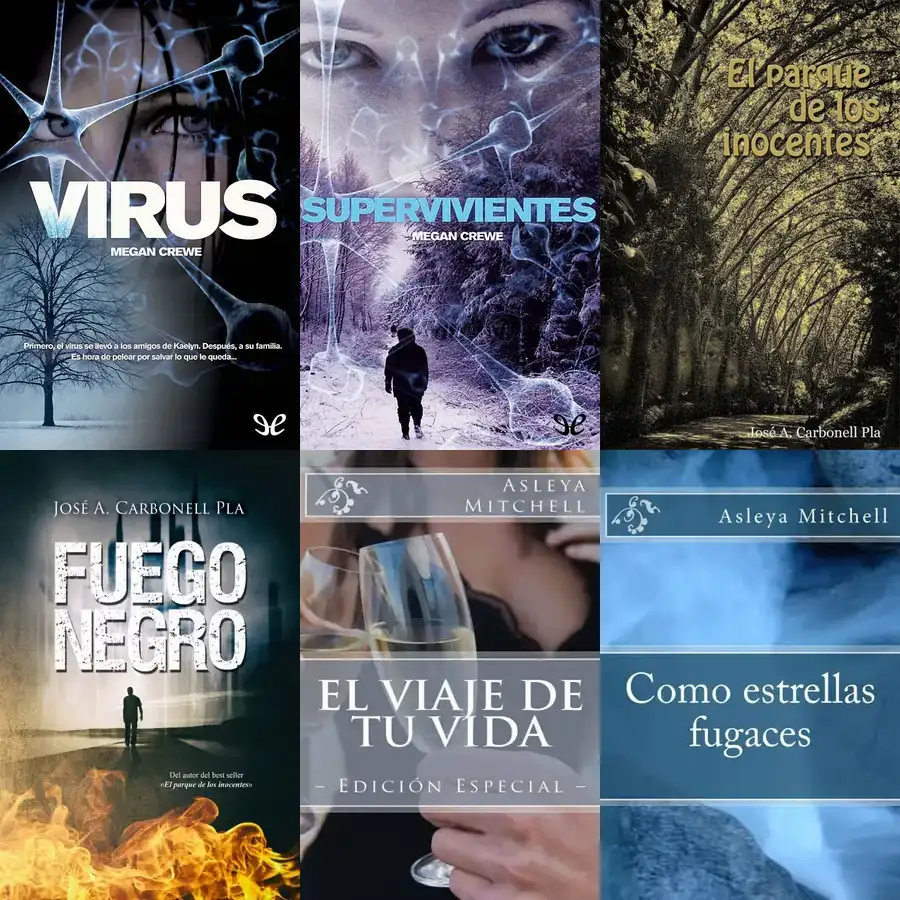 VIRUS
MEGAN CREWE
Primero, el virus se llevó a los amigos de Kaelyn. Después, a su familia.
Es hora de pelear por salvar lo que le queda...
SUPERVIVIENTES
MEGAN CREWE
El parque
de los
inocentes
José A. Carbonell Pla
José A. Carbonell Pla
FUEGO
NEGRO
Del autor del best seller
«El parque de los inocentes»
Asleya
Mitchell
EL VIAJE DE
TU VIDA
– Edición Especial –
Asleya Mitchell
Como estrellas
fugaces